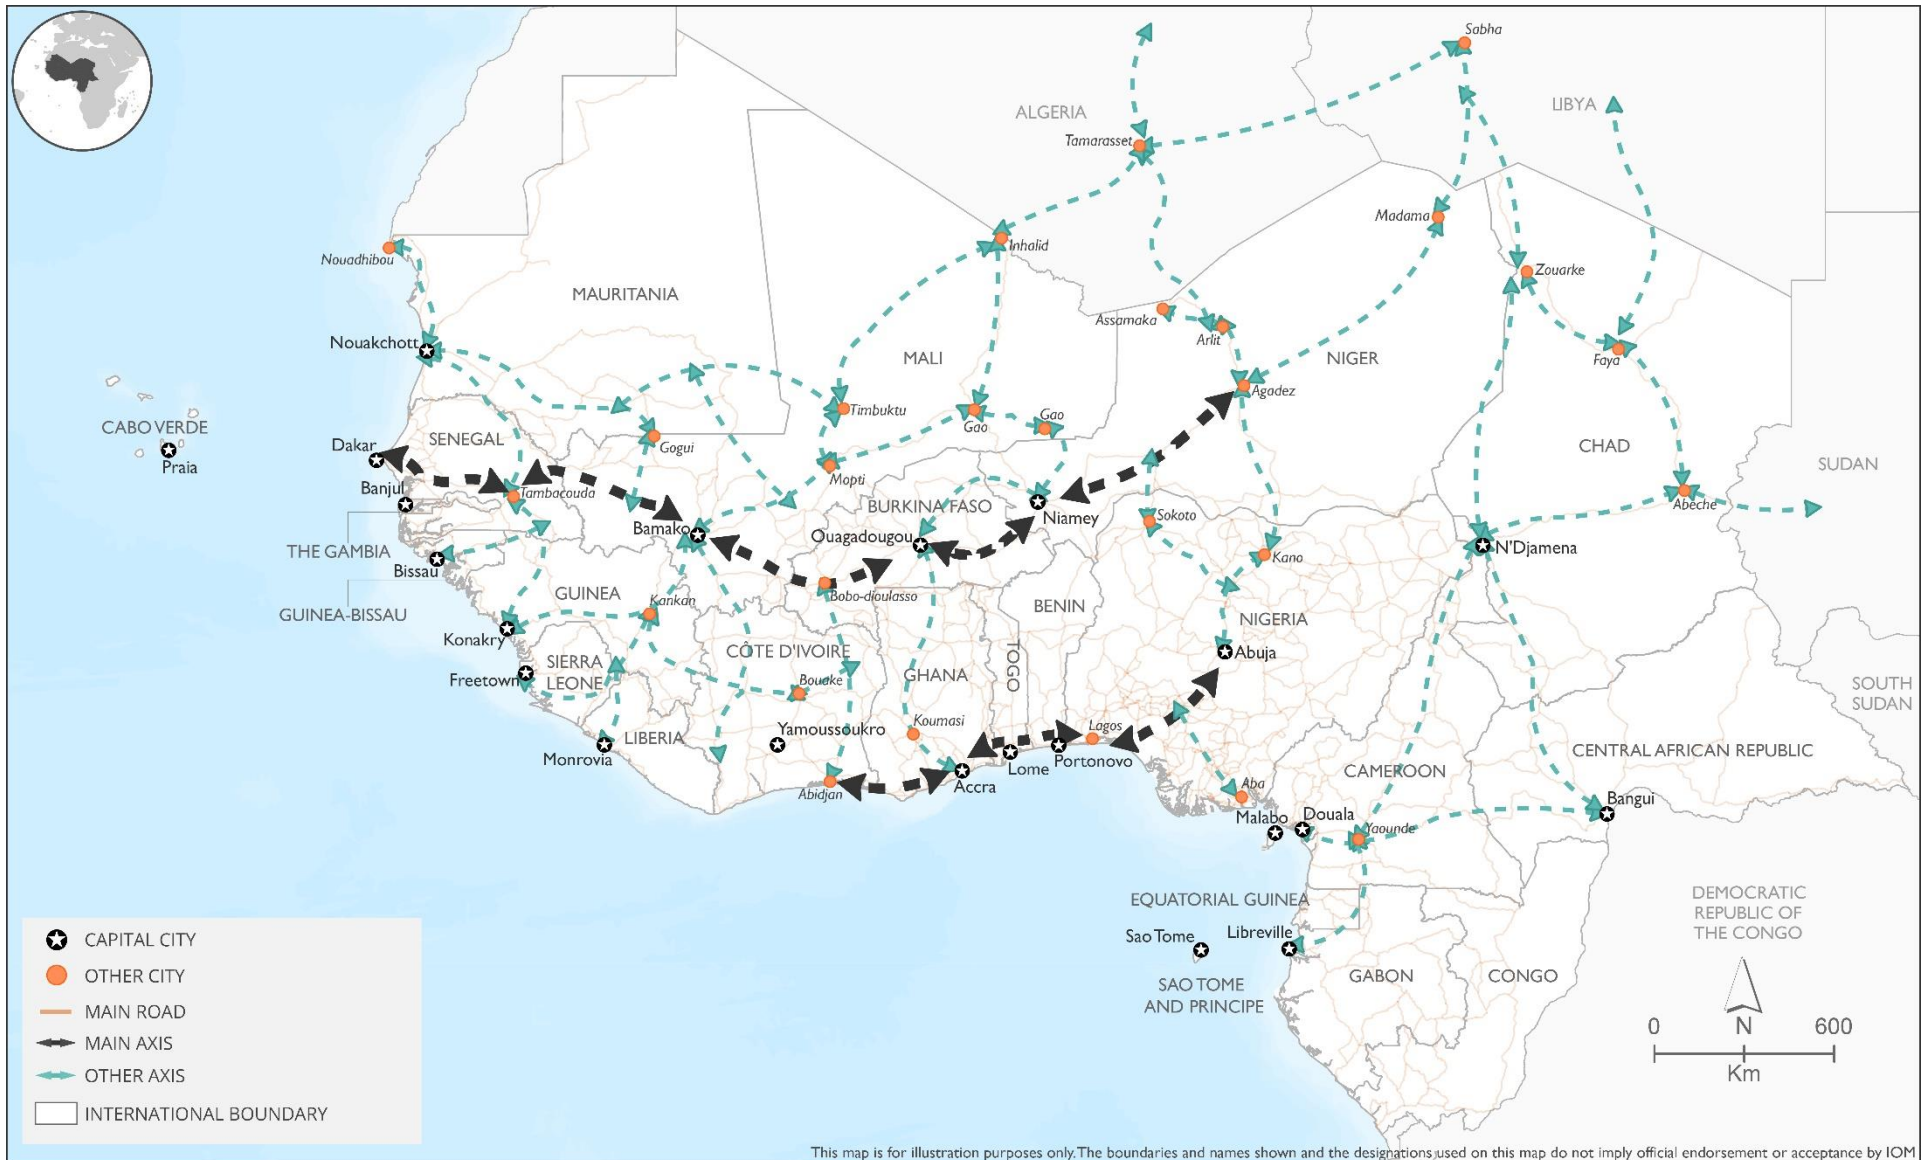 Sabha
ALGERIA
LIBYA
Tamarasset
Madama
Inhalid
Nouadhibou
Zouarke
MAURITANIA
Assamaka
Arlit
Nouakchott
MALI
NIGER
Faya
Agadez
Timbuktu
Gao
Gao
CABO VERDE
Praia
Dakar
SENEGAL
Gogui
CHAD
SUDAN
Banjul
Tambacouda
Mopti
BURKINA FASO
Niamey
Sokoto
Abeche
Bamako
Ouagadougou
Kano
N'Djamena
THE GAMBIA
Bissau
GUINEA
Kankan
Bobo-dioulasso
BENIN
GUINEA-BISSAU
NIGERIA
Konakry
SIERRA
LEONE
CÔTE D'IVOIRE
TOGO
Abuja
Freetown
Bouake
GHANA
SOUTH
SUDAN
Koumasi
Lagos
Yamoussoukro
LIBERIA
Monrovia
Lome
Portonovo
CENTRAL AFRICAN REPUBLIC
CAMEROON
Abidjan
Accra
Aba
Malabo
Douala
Yaounde
Bangui
EQUATORIAL GUINEA
DEMOCRATIC
REPUBLIC OF
THE CONGO
Sao Tome
Libreville
GABON
CONGO
SAO TOME
AND PRINCIPE
CAPITAL CITY
OTHER CITY
MAIN ROAD
MAIN AXIS
OTHER AXIS
INTERNATIONAL BOUNDARY
0 N 600
Km
This map is for illustration purposes only. The boundaries and names shown and the designations used on this map do not imply official endorsement or acceptance by IOM